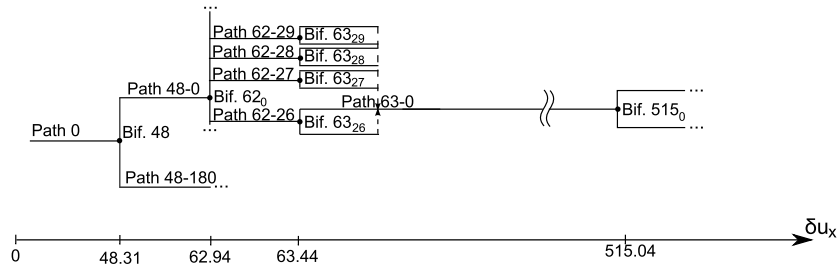 ...
Path 62-29 Bif. 63₂₉
Path 62-28 Bif. 63₂₈
Path 62-27 Bif. 63₂₇
Path 48-0 Bif. 62₀ Path 63-0
... Path 62-26 Bif. 63₂₆
Path 0 Bif. 48
Path 48-180 ...
... Bif. 515₀ ...
δuₓ
0 48.31 62.94 63.44 515.04